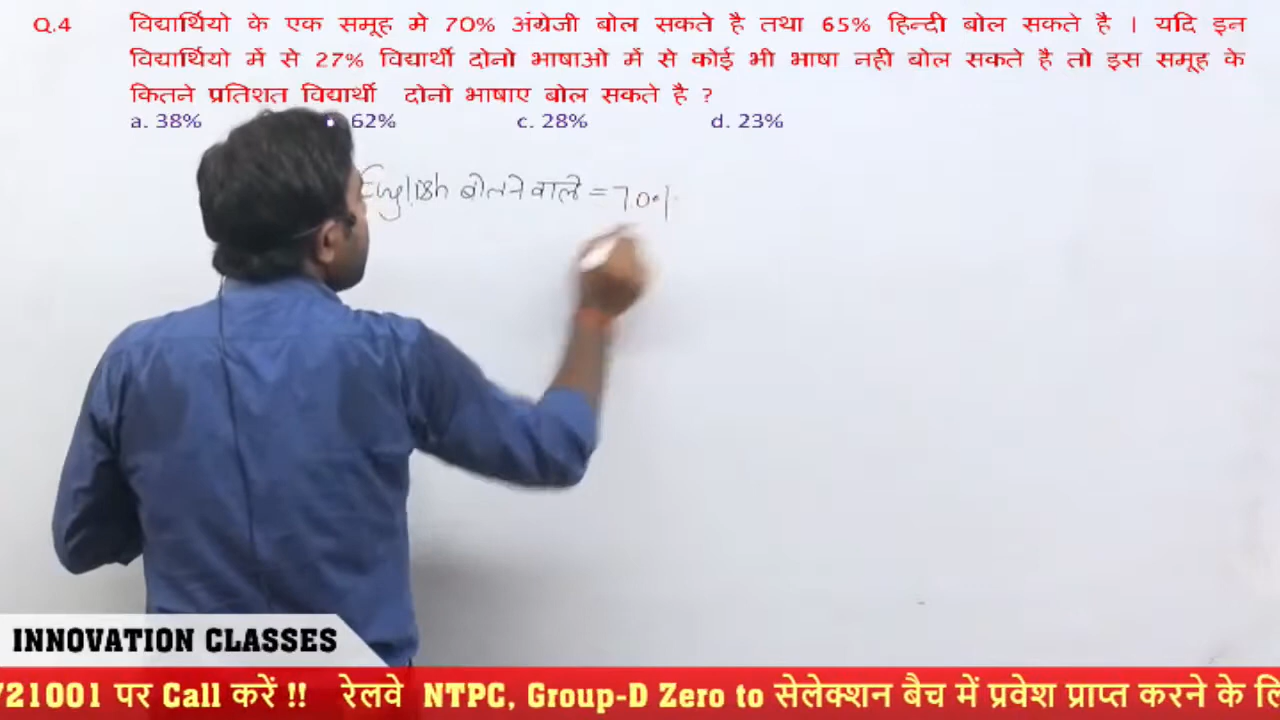 Q.4 विद्यार्थियो के एक समूह मे 70% अंग्रेजी बोल सकते है तथा 65% हिन्दी बोल सकते है । यदि इन
विद्यार्थियो में से 27% विद्यार्थी दोनो भाषाओ में से कोई भी भाषा नही बोल सकते है तो इस समूह के
कितने प्रतिशत विद्यार्थी दोनो भाषाए बोल सकते है ?
a. 38% 62% c. 28% d. 23%
English बोलने वाले = 70%
INNOVATION CLASSES
721001 पर Call करें !! रेलवे NTPC, Group-D Zero to सेलेक्शन बैच में प्रवेश प्राप्त करने के